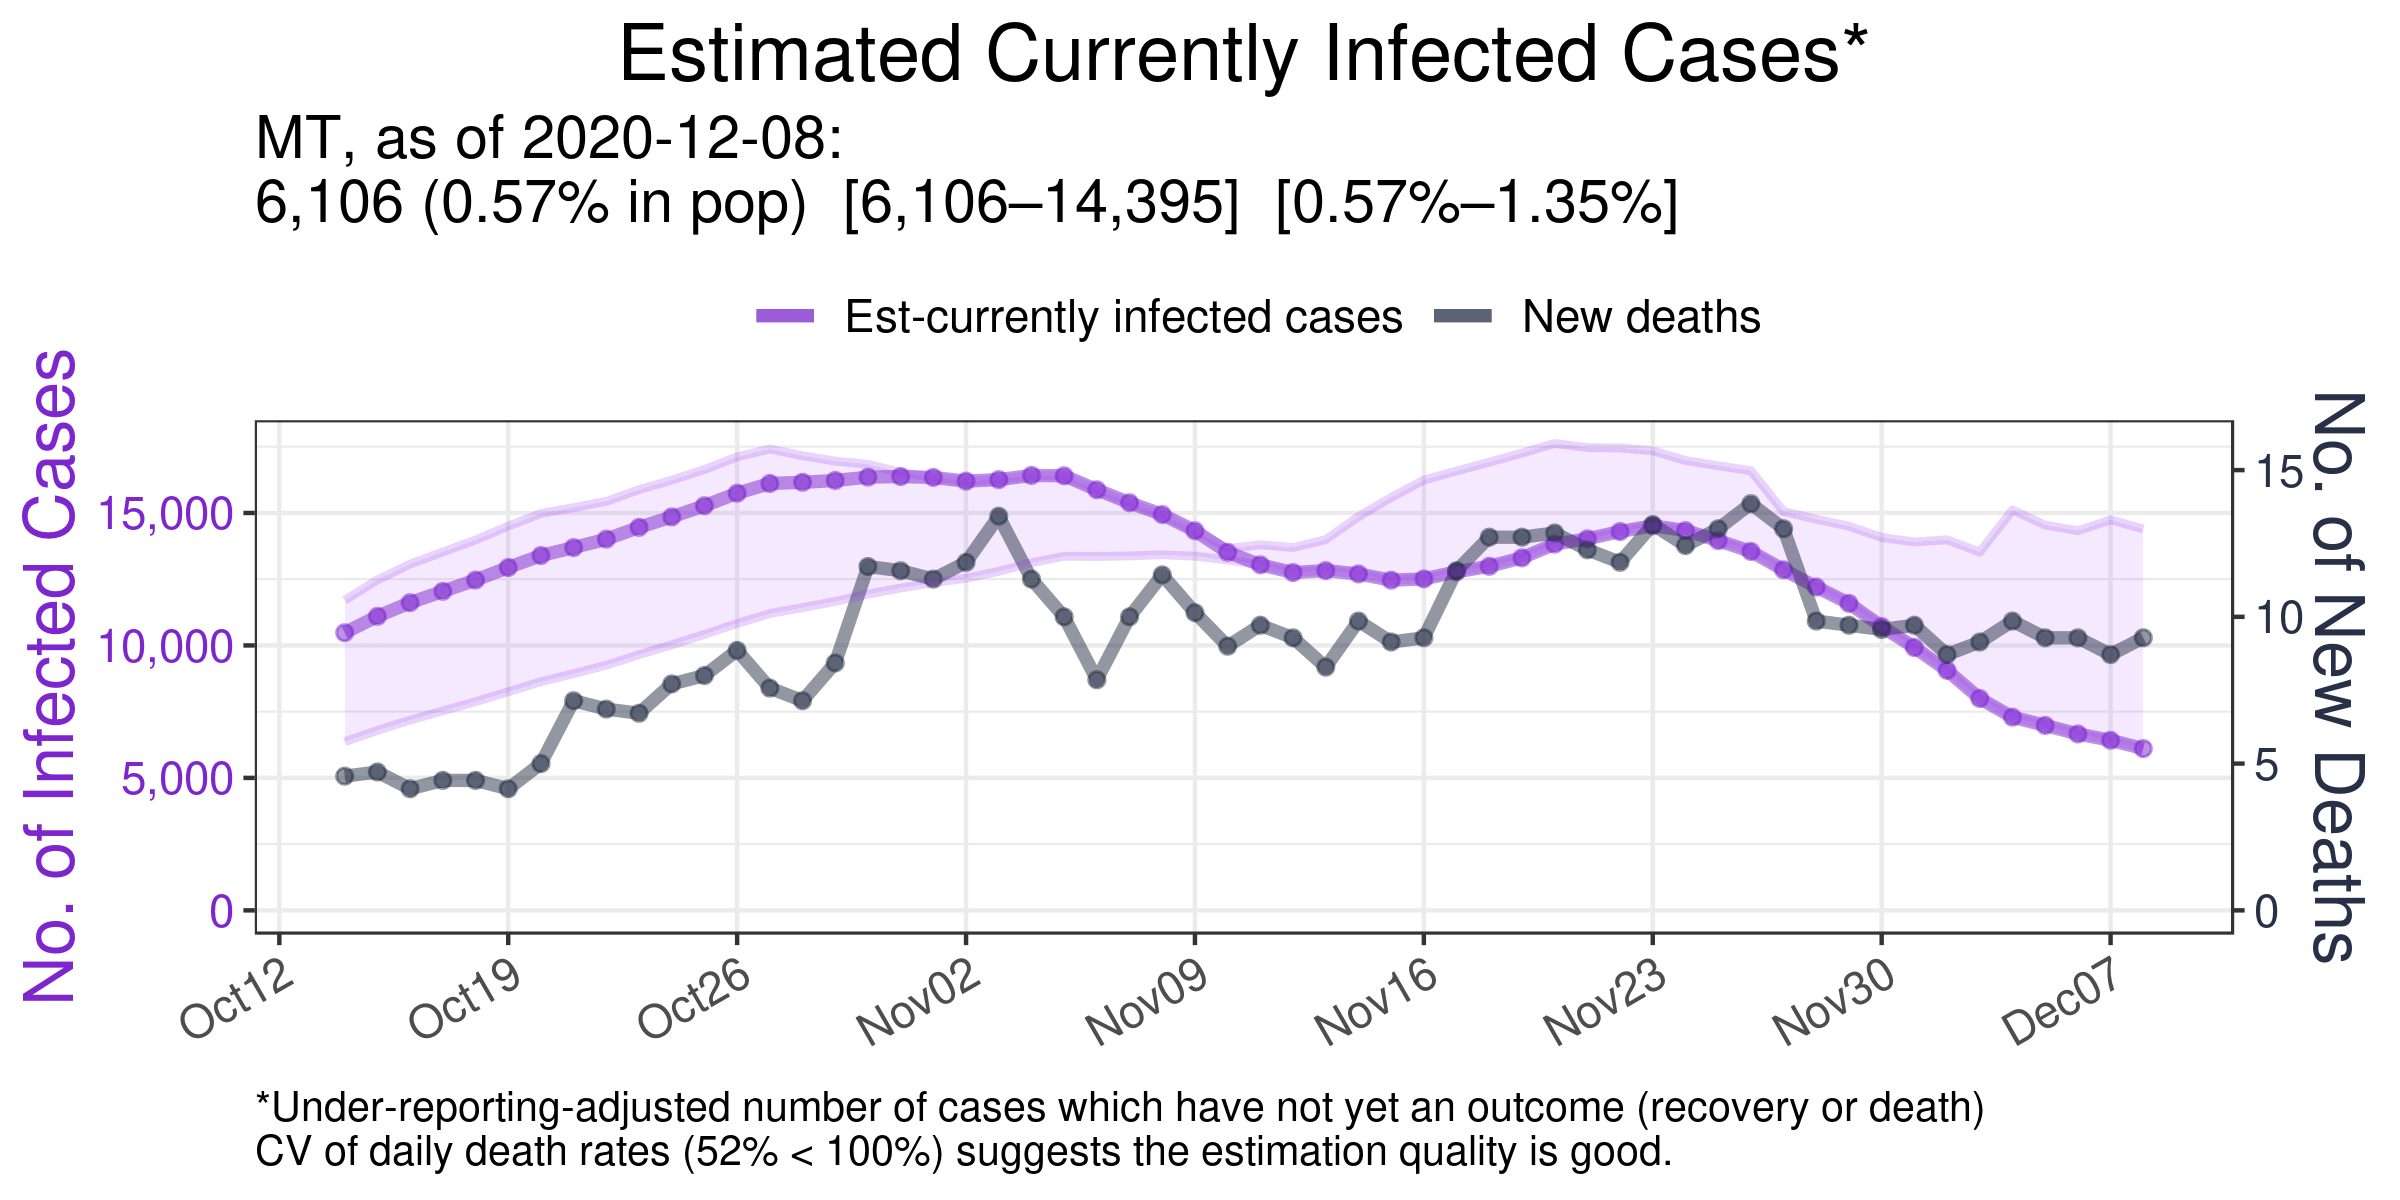 Estimated Currently Infected Cases*
MT, as of 2020-12-08:
6,106 (0.57% in pop)  [6,106–14,395]  [0.57%–1.35%]
Est-currently infected cases
New deaths
No. of Infected Cases
15,000
10,000
5,000
0
15
10
5
0
No. of New Deaths
Oct12
Oct19
Oct26
Nov02
Nov09
Nov16
Nov23
Nov30
Dec07
*Under-reporting-adjusted number of cases which have not yet an outcome (recovery or death)
CV of daily death rates (52% < 100%) suggests the estimation quality is good.